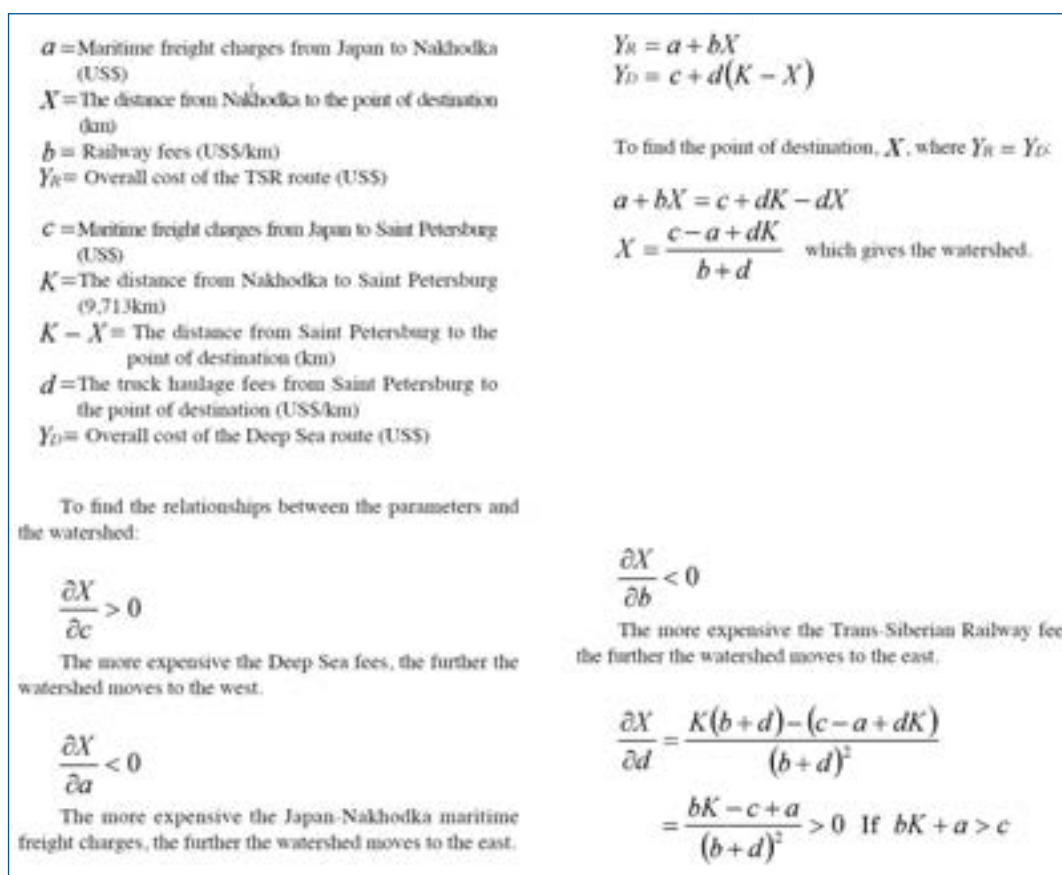 a = Maritime freight charges from Japan to Nakhodka
(US$)
X = The distance from Nakhodka to the point of destination
(km)
b = Railway fees (US$/km)
Y_R = Overall cost of the TSR route (US$)
c = Maritime freight charges from Japan to Saint Petersburg
(US$)
K = The distance from Nakhodka to Saint Petersburg
(9,713km)
K − X = The distance from Saint Petersburg to the
point of destination (km)
d = The truck haulage fees from Saint Petersburg to
the point of destination (US$/km)
Y_D = Overall cost of the Deep Sea route (US$)
Y_R = a + bX
Y_D = c + d(K − X)
To find the point of destination, X, where Y_R = Y_D:
a + bX = c + dK − dX
X = (c − a + dK) / (b + d) which gives the watershed.
To find the relationships between the parameters and
the watershed:
∂X/∂c > 0
The more expensive the Deep Sea fees, the further the
watershed moves to the west.
∂X/∂a < 0
The more expensive the Japan-Nakhodka maritime
freight charges, the further the watershed moves to the east.
∂X/∂b < 0
The more expensive the Trans-Siberian Railway fee
the further the watershed moves to the east.
∂X/∂d = (K(b + d) − (c − a + dK)) / (b + d)²
= (bK − c + a) / (b + d)² > 0 If bK + a > c